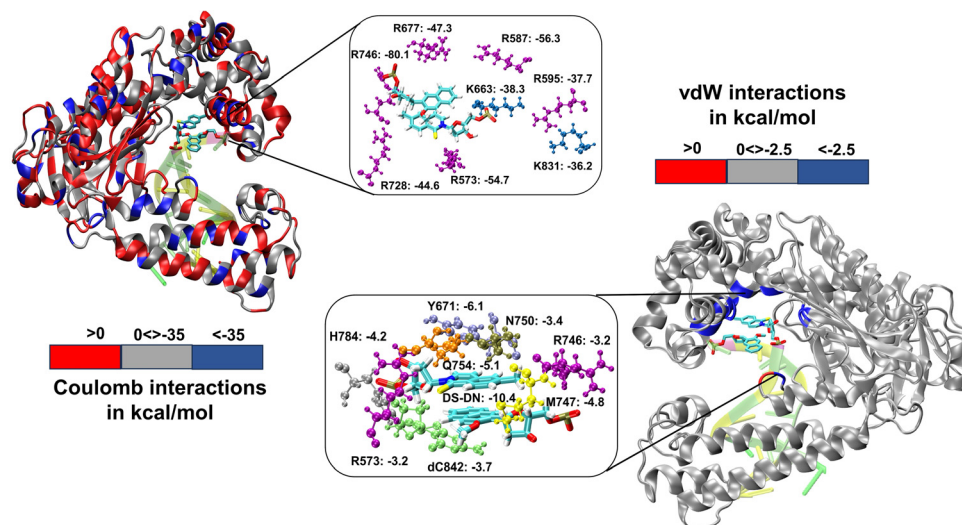 R677: -47.3
R587: -56.3
R746: -80.1
R595: -37.7
K663: -38.3
K831: -36.2
R728: -44.6
R573: -54.7
vdW interactions
in kcal/mol
>0 0<>-2.5 <-2.5
>0 0<>-35 <-35
Coulomb interactions
in kcal/mol
Y671: -6.1
N750: -3.4
H784: -4.2
R746: -3.2
Q754: -5.1
DS-DN: -10.4
M747: -4.8
R573: -3.2
dC842: -3.7